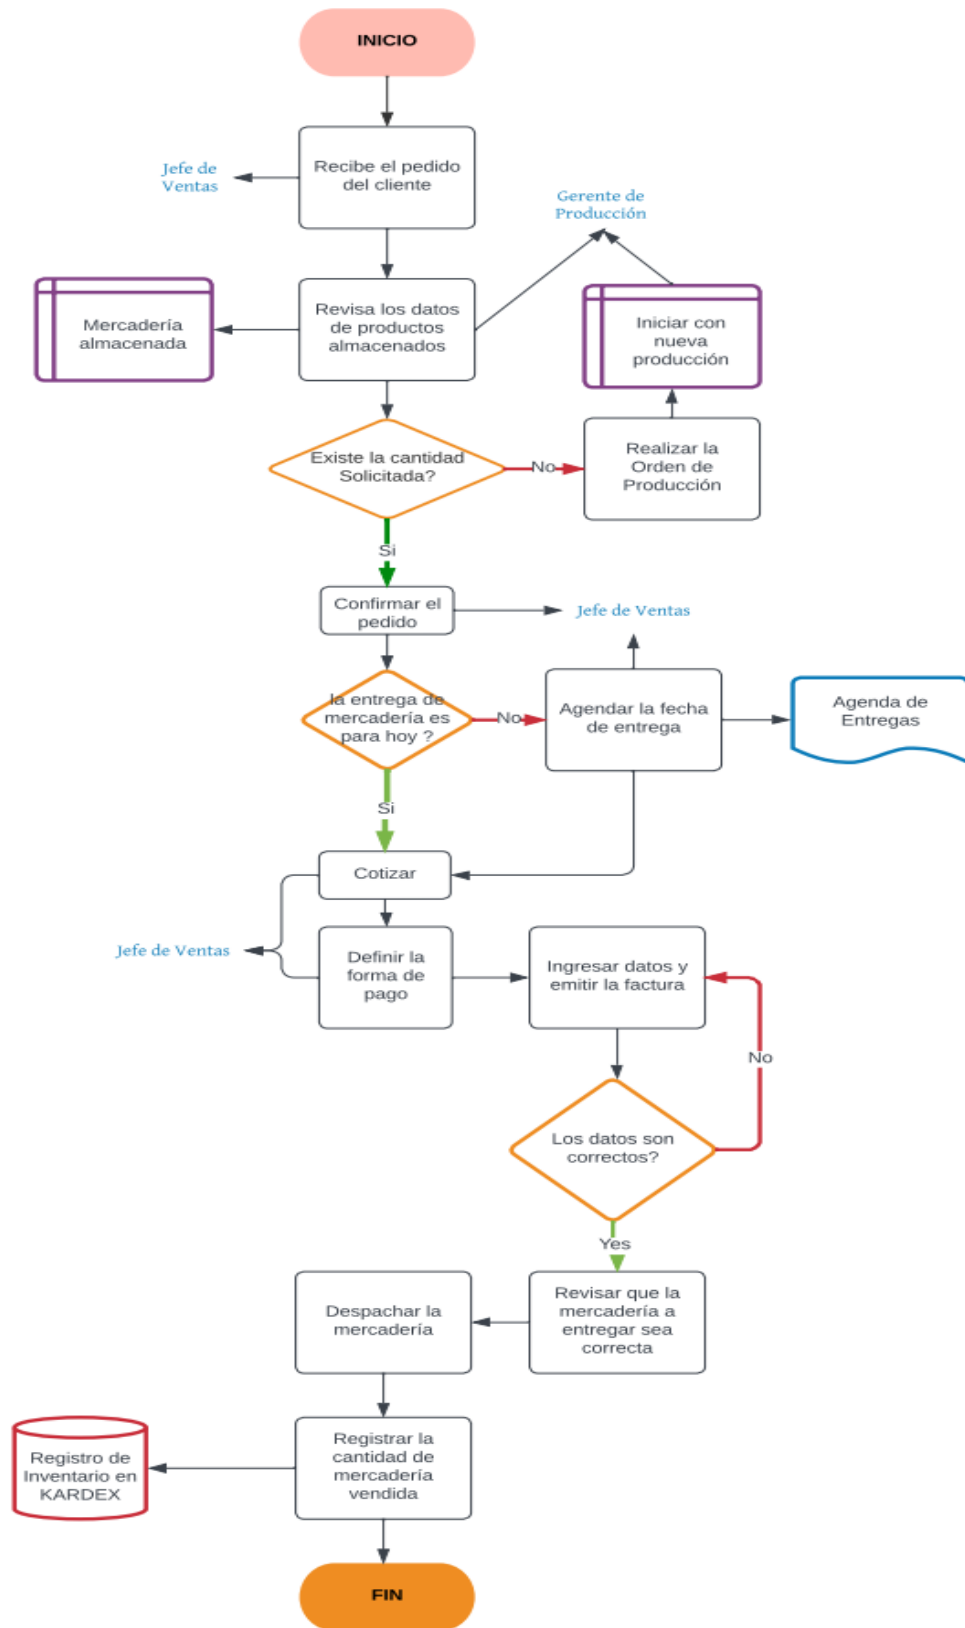 INICIO
Recibe el pedido
del cliente
Jefe de
Ventas
Gerente de
Producción
Mercadería
almacenada
Revisa los datos
de productos
almacenados
Iniciar con
nueva
producción
Existe la cantidad
Solicitada?
No
Realizar la
Orden de
Producción
Si
Confirmar el
pedido
Jefe de Ventas
la entrega de
mercadería es
para hoy ?
No
Agendar la fecha
de entrega
Agenda de
Entregas
Si
Cotizar
Jefe de Ventas
Definir la
forma de
pago
Ingresar datos y
emitir la factura
No
Los datos son
correctos?
Yes
Despachar la
mercadería
Revisar que la
mercadería a
entregar sea
correcta
Registro de
Inventario en
KARDEX
Registrar la
cantidad de
mercadería
vendida
FIN